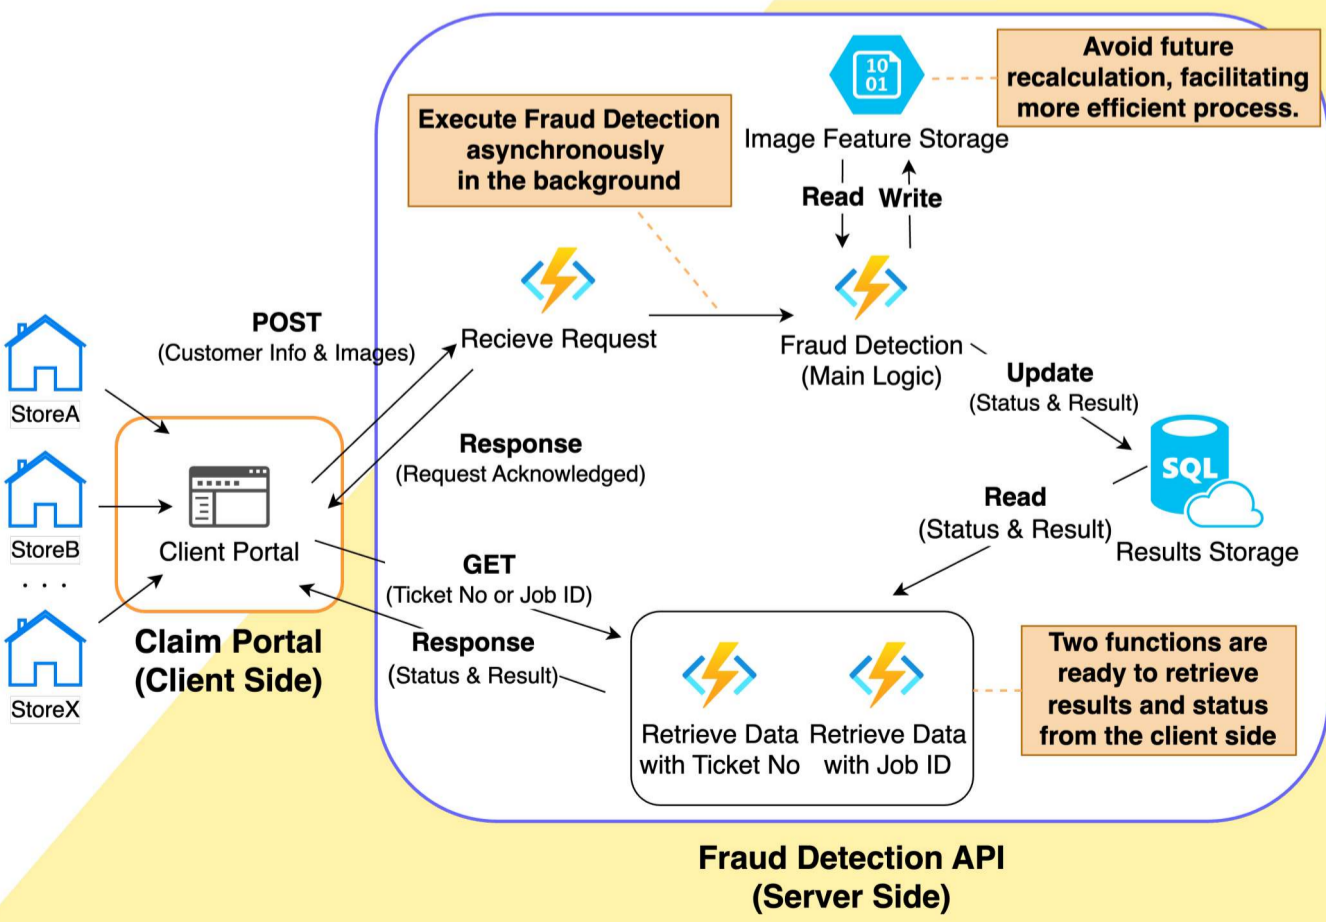 10
01
Image Feature Storage
Avoid future
recalculation, facilitating
more efficient process.
Execute Fraud Detection
asynchronously
in the background
Read Write
POST
(Customer Info & Images)
Recieve Request
Fraud Detection
(Main Logic)
Update
(Status & Result)
StoreA
StoreB
. . .
StoreX
Client Portal
Claim Portal
(Client Side)
Response
(Request Acknowledged)
SQL
Results Storage
Read
(Status & Result)
GET
(Ticket No or Job ID)
Response
(Status & Result)
Retrieve Data
with Ticket No
Retrieve Data
with Job ID
Two functions are
ready to retrieve
results and status
from the client side
Fraud Detection API
(Server Side)